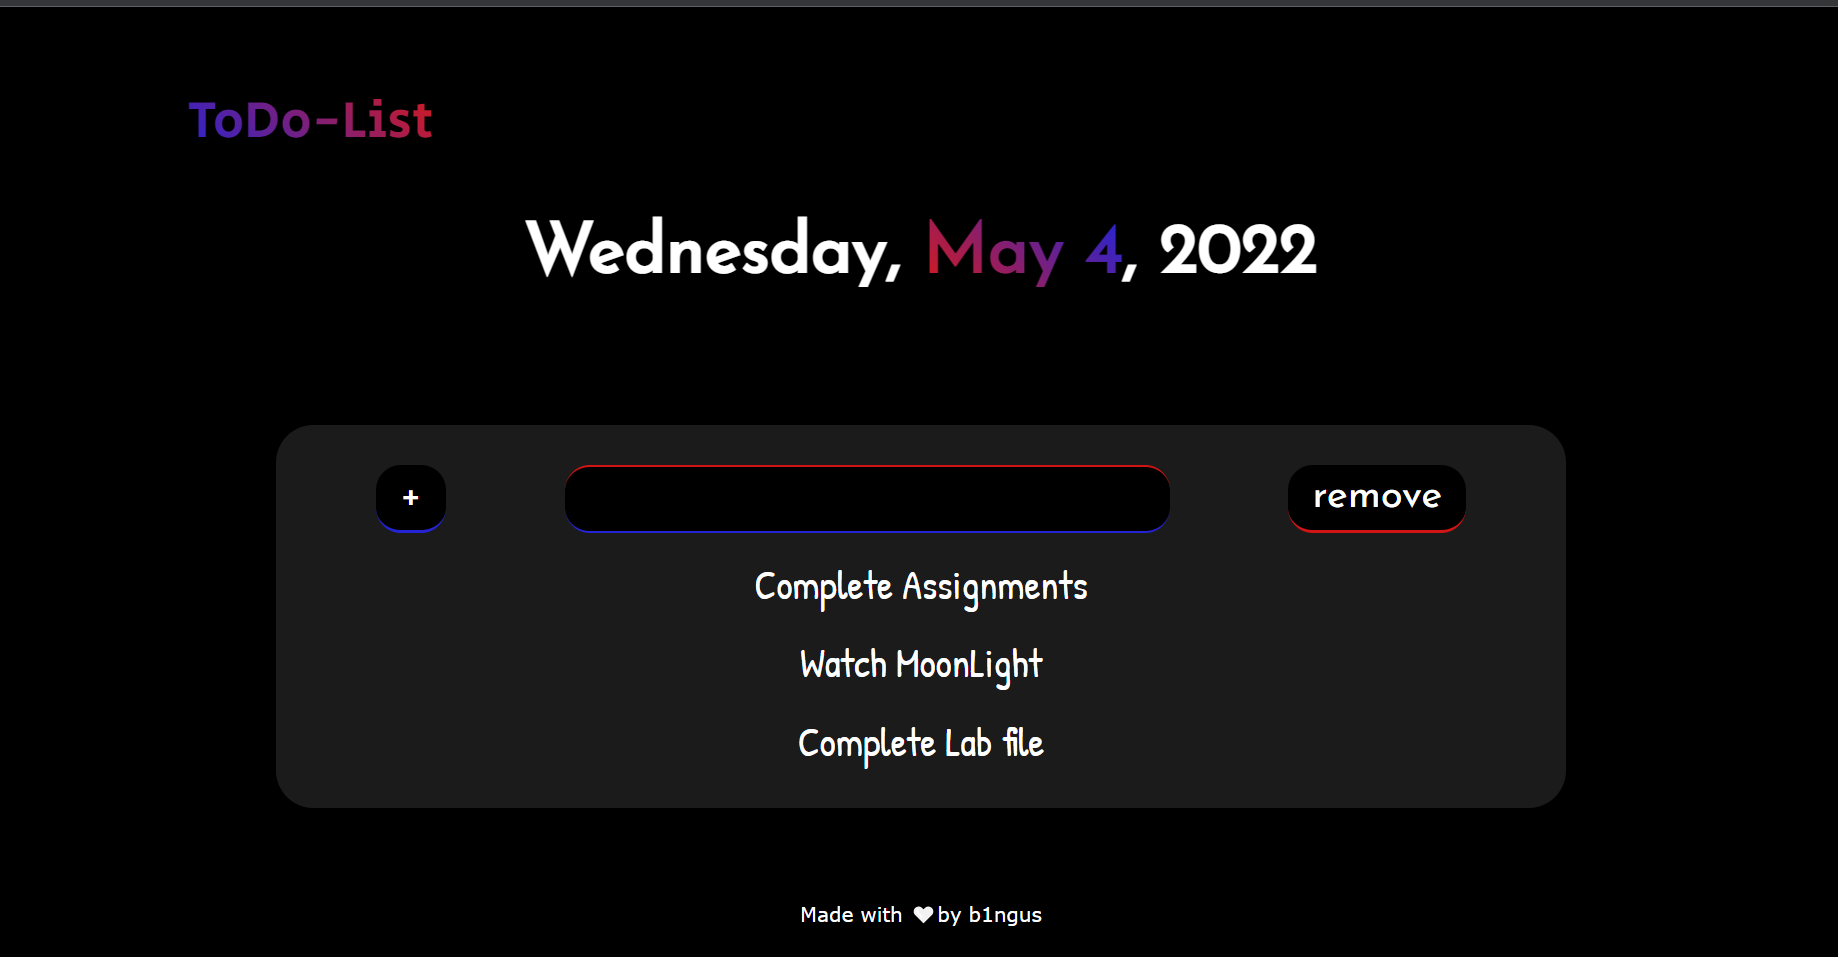 ToDo-List
Wednesday, May 4, 2022
+ remove
Complete Assignments
Watch MoonLight
Complete Lab file
Made with ♥ by b1ngus